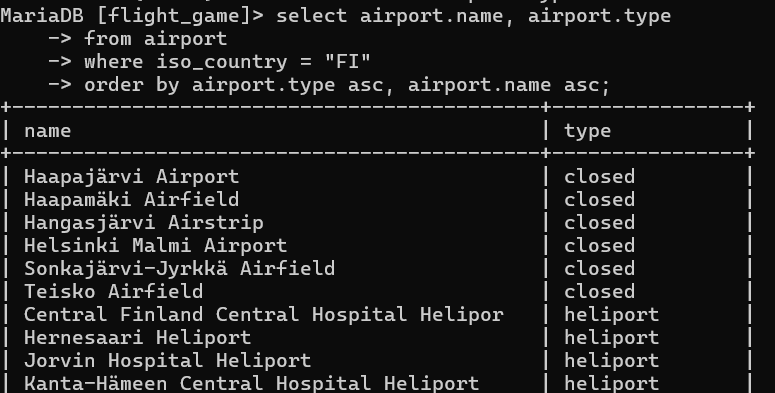 MariaDB [flight_game]> select airport.name, airport.type
-> from airport
-> where iso_country = "FI"
-> order by airport.type asc, airport.name asc;
+--------------------------------------------+----------------+
| name | type |
+--------------------------------------------+----------------+
| Haapajärvi Airport | closed |
| Haapamäki Airfield | closed |
| Hangasjärvi Airstrip | closed |
| Helsinki Malmi Airport | closed |
| Sonkajärvi-Jyrkkä Airfield | closed |
| Teisko Airfield | closed |
| Central Finland Central Hospital Helipor | heliport |
| Hernesaari Heliport | heliport |
| Jorvin Hospital Heliport | heliport |
| Kanta-Hämeen Central Hospital Heliport | heliport |